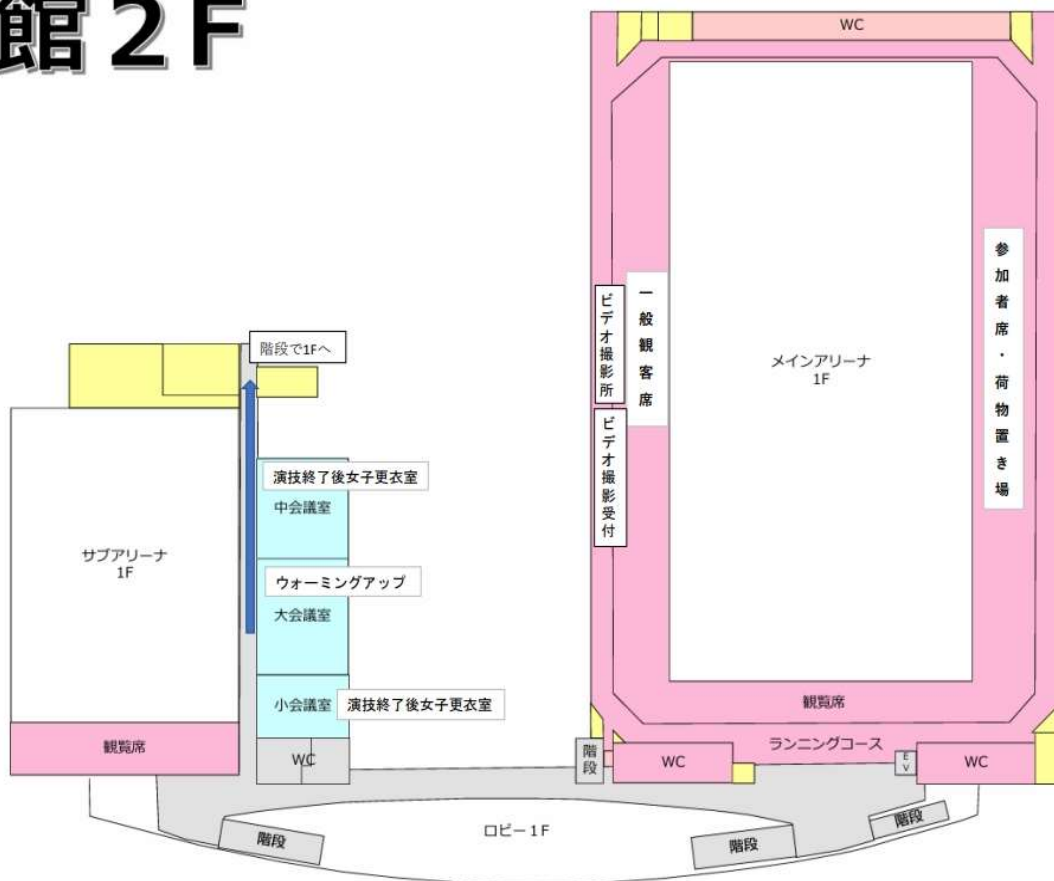 館２F
WC
階段で1Fへ
演技終了後女子更衣室
中会議室
ウォーミングアップ
大会議室
小会議室
演技終了後女子更衣室
WC
サブアリーナ
1F
観覧席
ビデオ撮影所
一般観客席
ビデオ撮影受付
メインアリーナ
1F
参加者席・荷物置き場
観覧席
ランニングコース
階段
WC
EV
WC
階段
ロビー1F
階段
階段